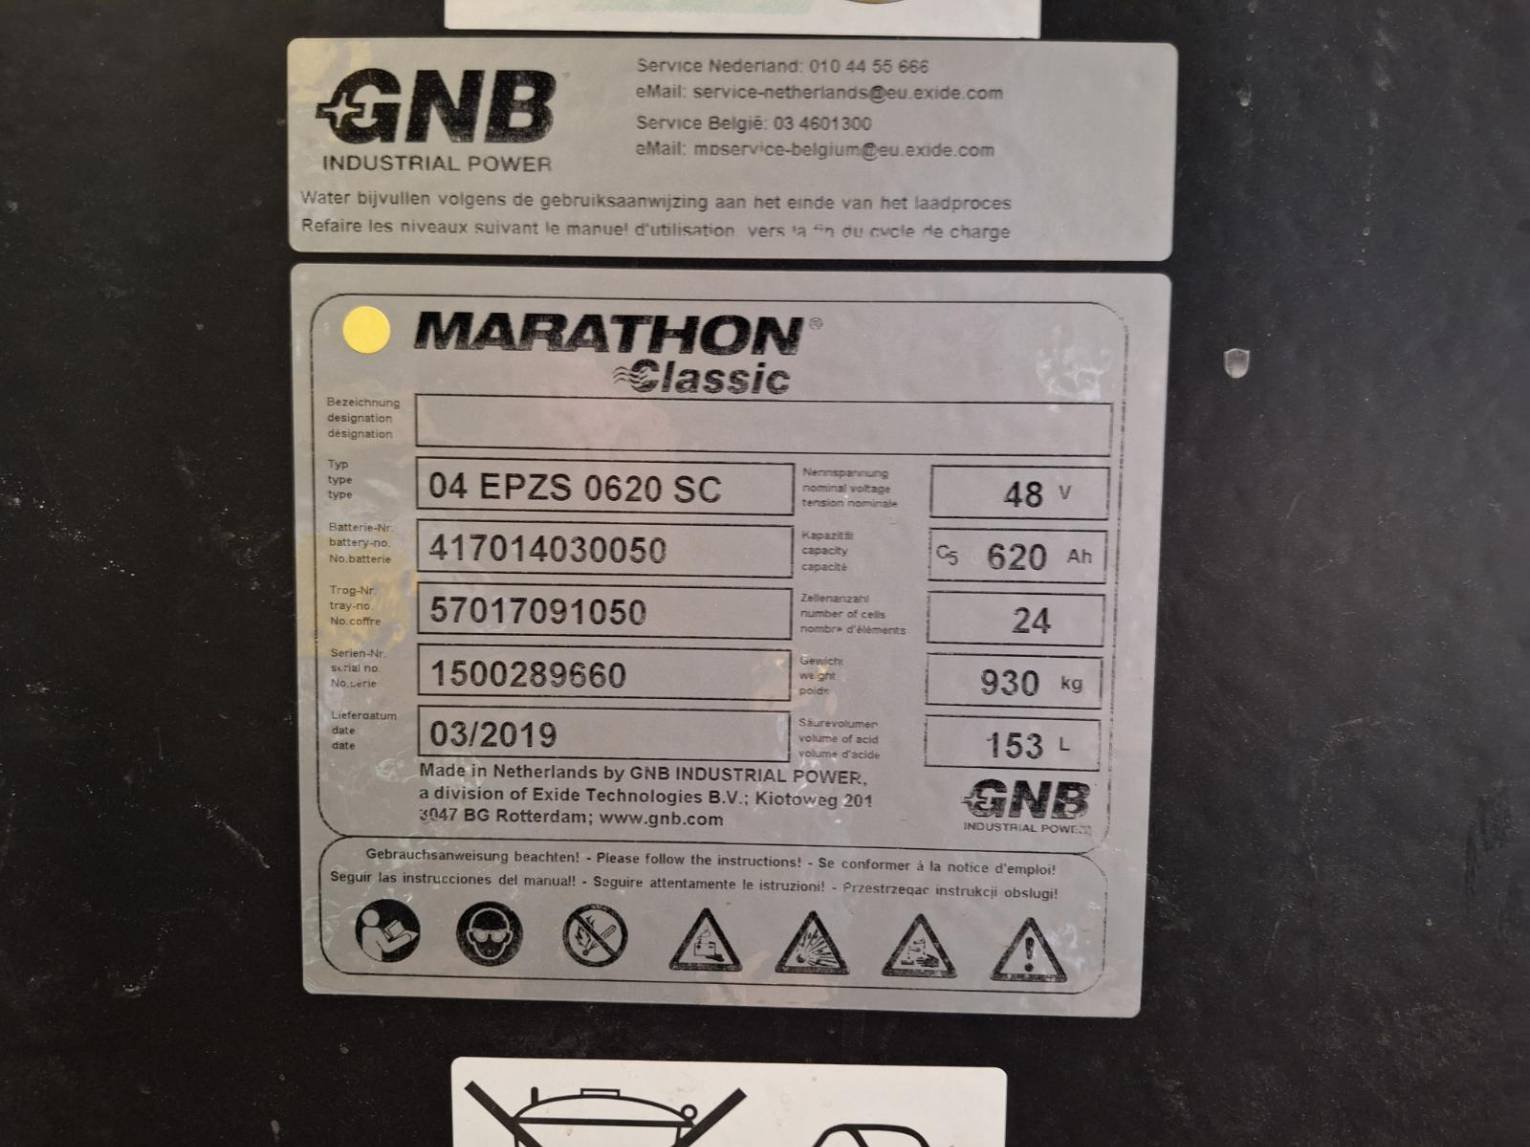 GNB
INDUSTRIAL POWER
Service Nederland: 010 44 55 666
eMail: service-netherlands@eu.exide.com
Service België: 03 4601300
eMail: mpservice-belgium@eu.exide.com
Water bijvullen volgens de gebruiksaanwijzing aan het einde van het laadproces
Refaire les niveaux suivant le manuel d'utilisation vers la fin du cycle de charge
MARATHON®
Classic
Bezeichnung
designation
désignation
Typ
type
type
04 EPZS 0620 SC
Nennspannung
nominal voltage
tension nominale
48 V
Batterie-Nr.
battery-no.
No.batterie
417014030050
Kapazität
capacity
capacité
C5 620 Ah
Trog-Nr.
tray-no.
No.coffre
57017091050
Zellenanzahl
number of cells
nombre d'éléments
24
Serien-Nr.
serial no.
No.serie
1500289660
Gewicht
weight
poids
930 kg
Lieferdatum
date
date
03/2019
Säurevolumen
volume of acid
volume d'acide
153 L
Made in Netherlands by GNB INDUSTRIAL POWER,
a division of Exide Technologies B.V.; Kiotoweg 201
3047 BG Rotterdam; www.gnb.com
GNB
INDUSTRIAL POWER
Gebrauchsanweisung beachten! - Please follow the instructions! - Se conformer à la notice d'emploi!
Seguir las instrucciones del manual! - Seguire attentamente le istruzioni! - Przestrzegac instrukcji obslugi!